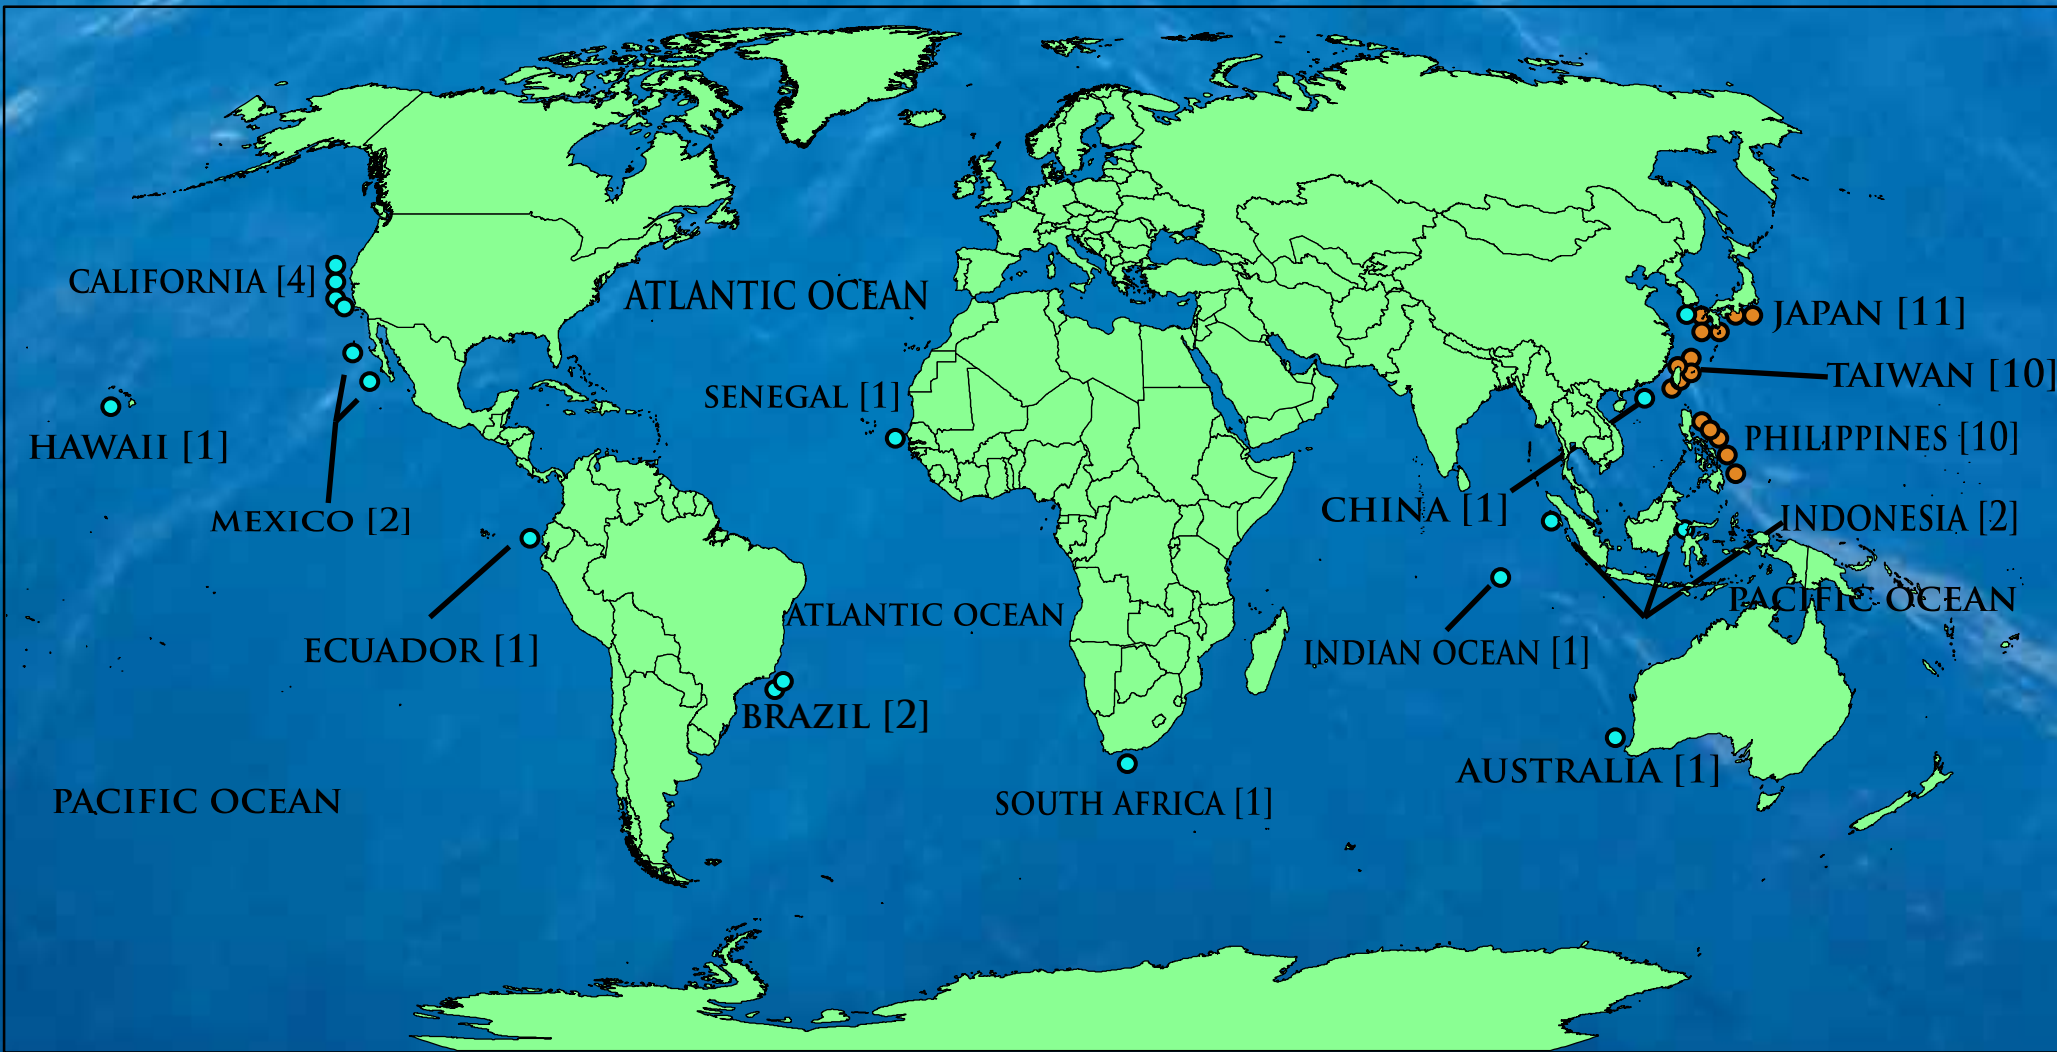 CALIFORNIA [4]
ATLANTIC OCEAN
JAPAN [11]
TAIWAN [10]
SENEGAL [1]
HAWAII [1]
PHILIPPINES [10]
MEXICO [2]
CHINA [1]
INDONESIA [2]
PACIFIC OCEAN
ATLANTIC OCEAN
ECUADOR [1]
INDIAN OCEAN [1]
BRAZIL [2]
AUSTRALIA [1]
PACIFIC OCEAN
SOUTH AFRICA [1]